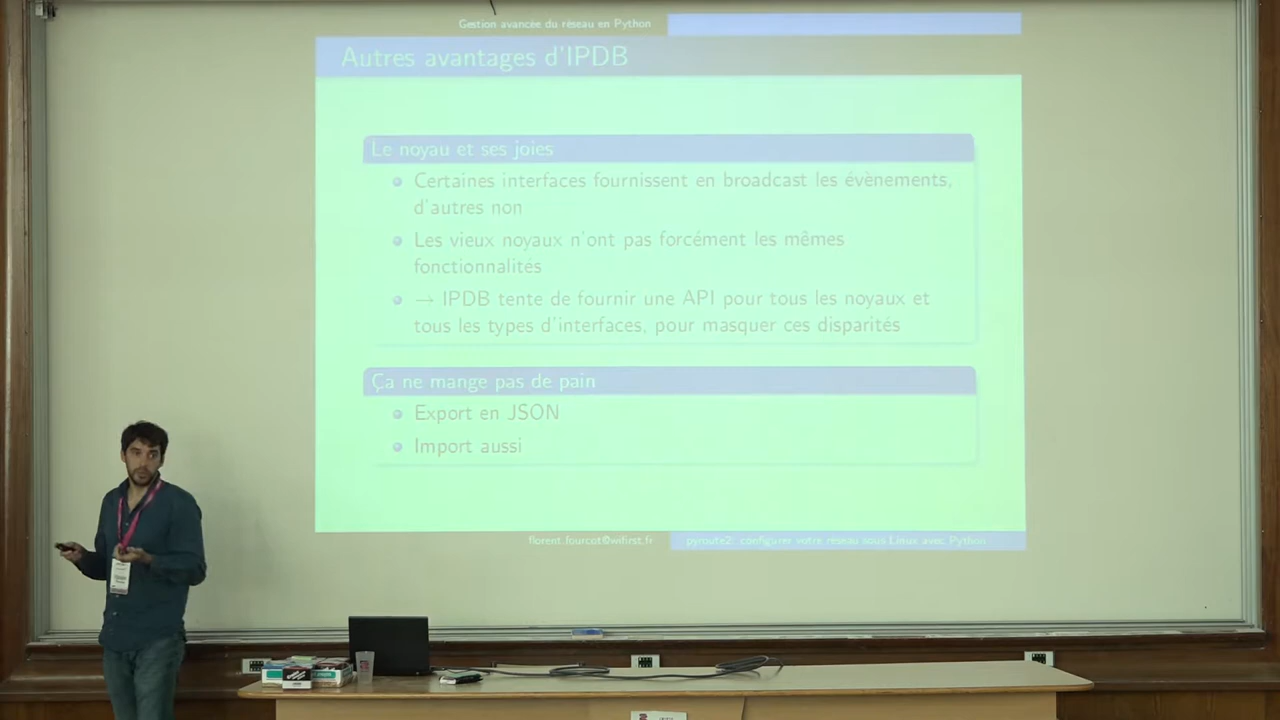 Gestion avancée du réseau en Python
Autres avantages d'IPDB
Le noyau et ses joies
Certaines interfaces fournissent en broadcast les évènements,
d'autres non
Les vieux noyaux n'ont pas forcément les mêmes
fonctionnalités
→ IPDB tente de fournir une API pour tous les noyaux et
tous les types d'interfaces, pour masquer ces disparités
Ça ne mange pas de pain
Export en JSON
Import aussi
florent.fourcot@wifirst.fr
pyroute2: configurer votre réseau sous Linux avec Python